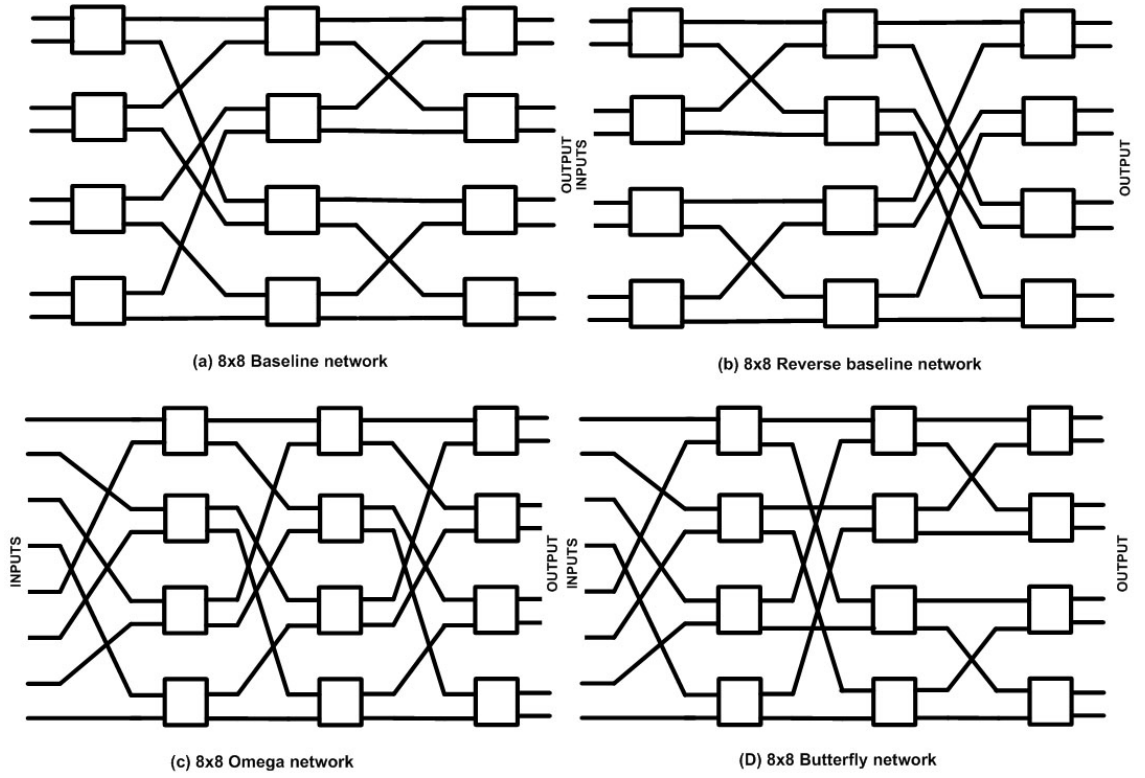 OUTPUT
INPUTS
OUTPUT
(a) 8x8 Baseline network
(b) 8x8 Reverse baseline network
INPUTS
OUTPUT
INPUTS
OUTPUT
(c) 8x8 Omega network
(D) 8x8 Butterfly network